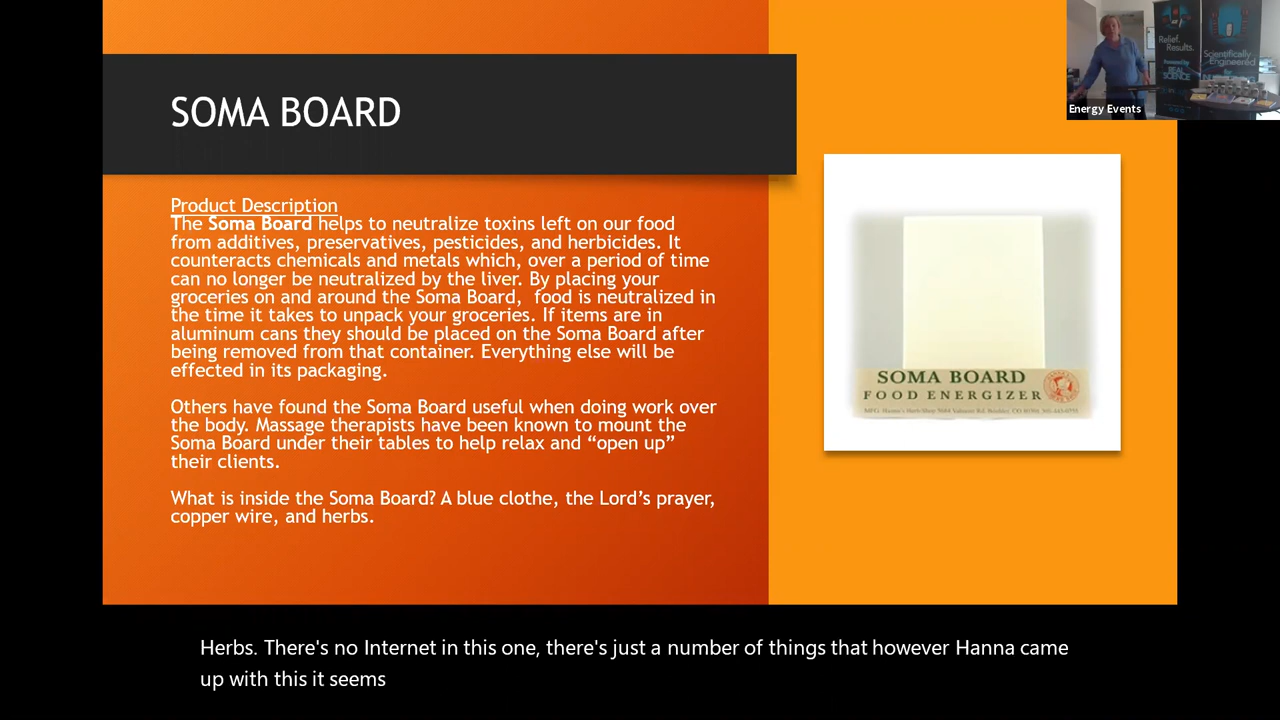 SOMA BOARD
Product Description
The Soma Board helps to neutralize toxins left on our food
from additives, preservatives, pesticides, and herbicides. It
counteracts chemicals and metals which, over a period of time
can no longer be neutralized by the liver. By placing your
groceries on and around the Soma Board, food is neutralized in
the time it takes to unpack your groceries. If items are in
aluminum cans they should be placed on the Soma Board after
being removed from that container. Everything else will be
effected in its packaging.
Others have found the Soma Board useful when doing work over
the body. Massage therapists have been known to mount the
Soma Board under their tables to help relax and “open up”
their clients.
What is inside the Soma Board? A blue clothe, the Lord’s prayer,
copper wire, and herbs.
SOMA BOARD
FOOD ENERGIZER
Relief.
Results.
REAL
SCIENCE
Scientifically
Engineered
Energy Events
Herbs. There's no Internet in this one, there's just a number of things that however Hanna came
up with this it seems